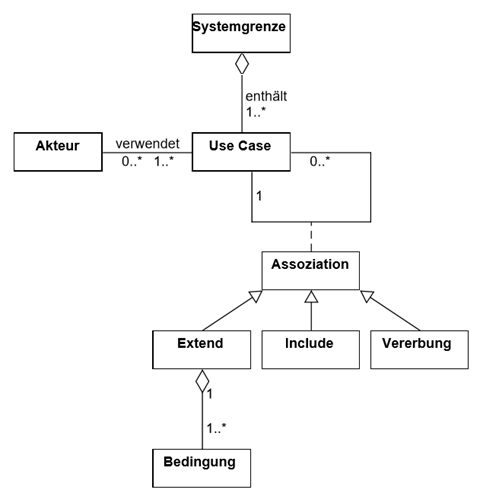 Systemgrenze
enthält
1..*
Akteur
verwendet
0..* 1..*
Use Case
0..*
1
Assoziation
Extend
Include
Vererbung
1
1..*
Bedingung